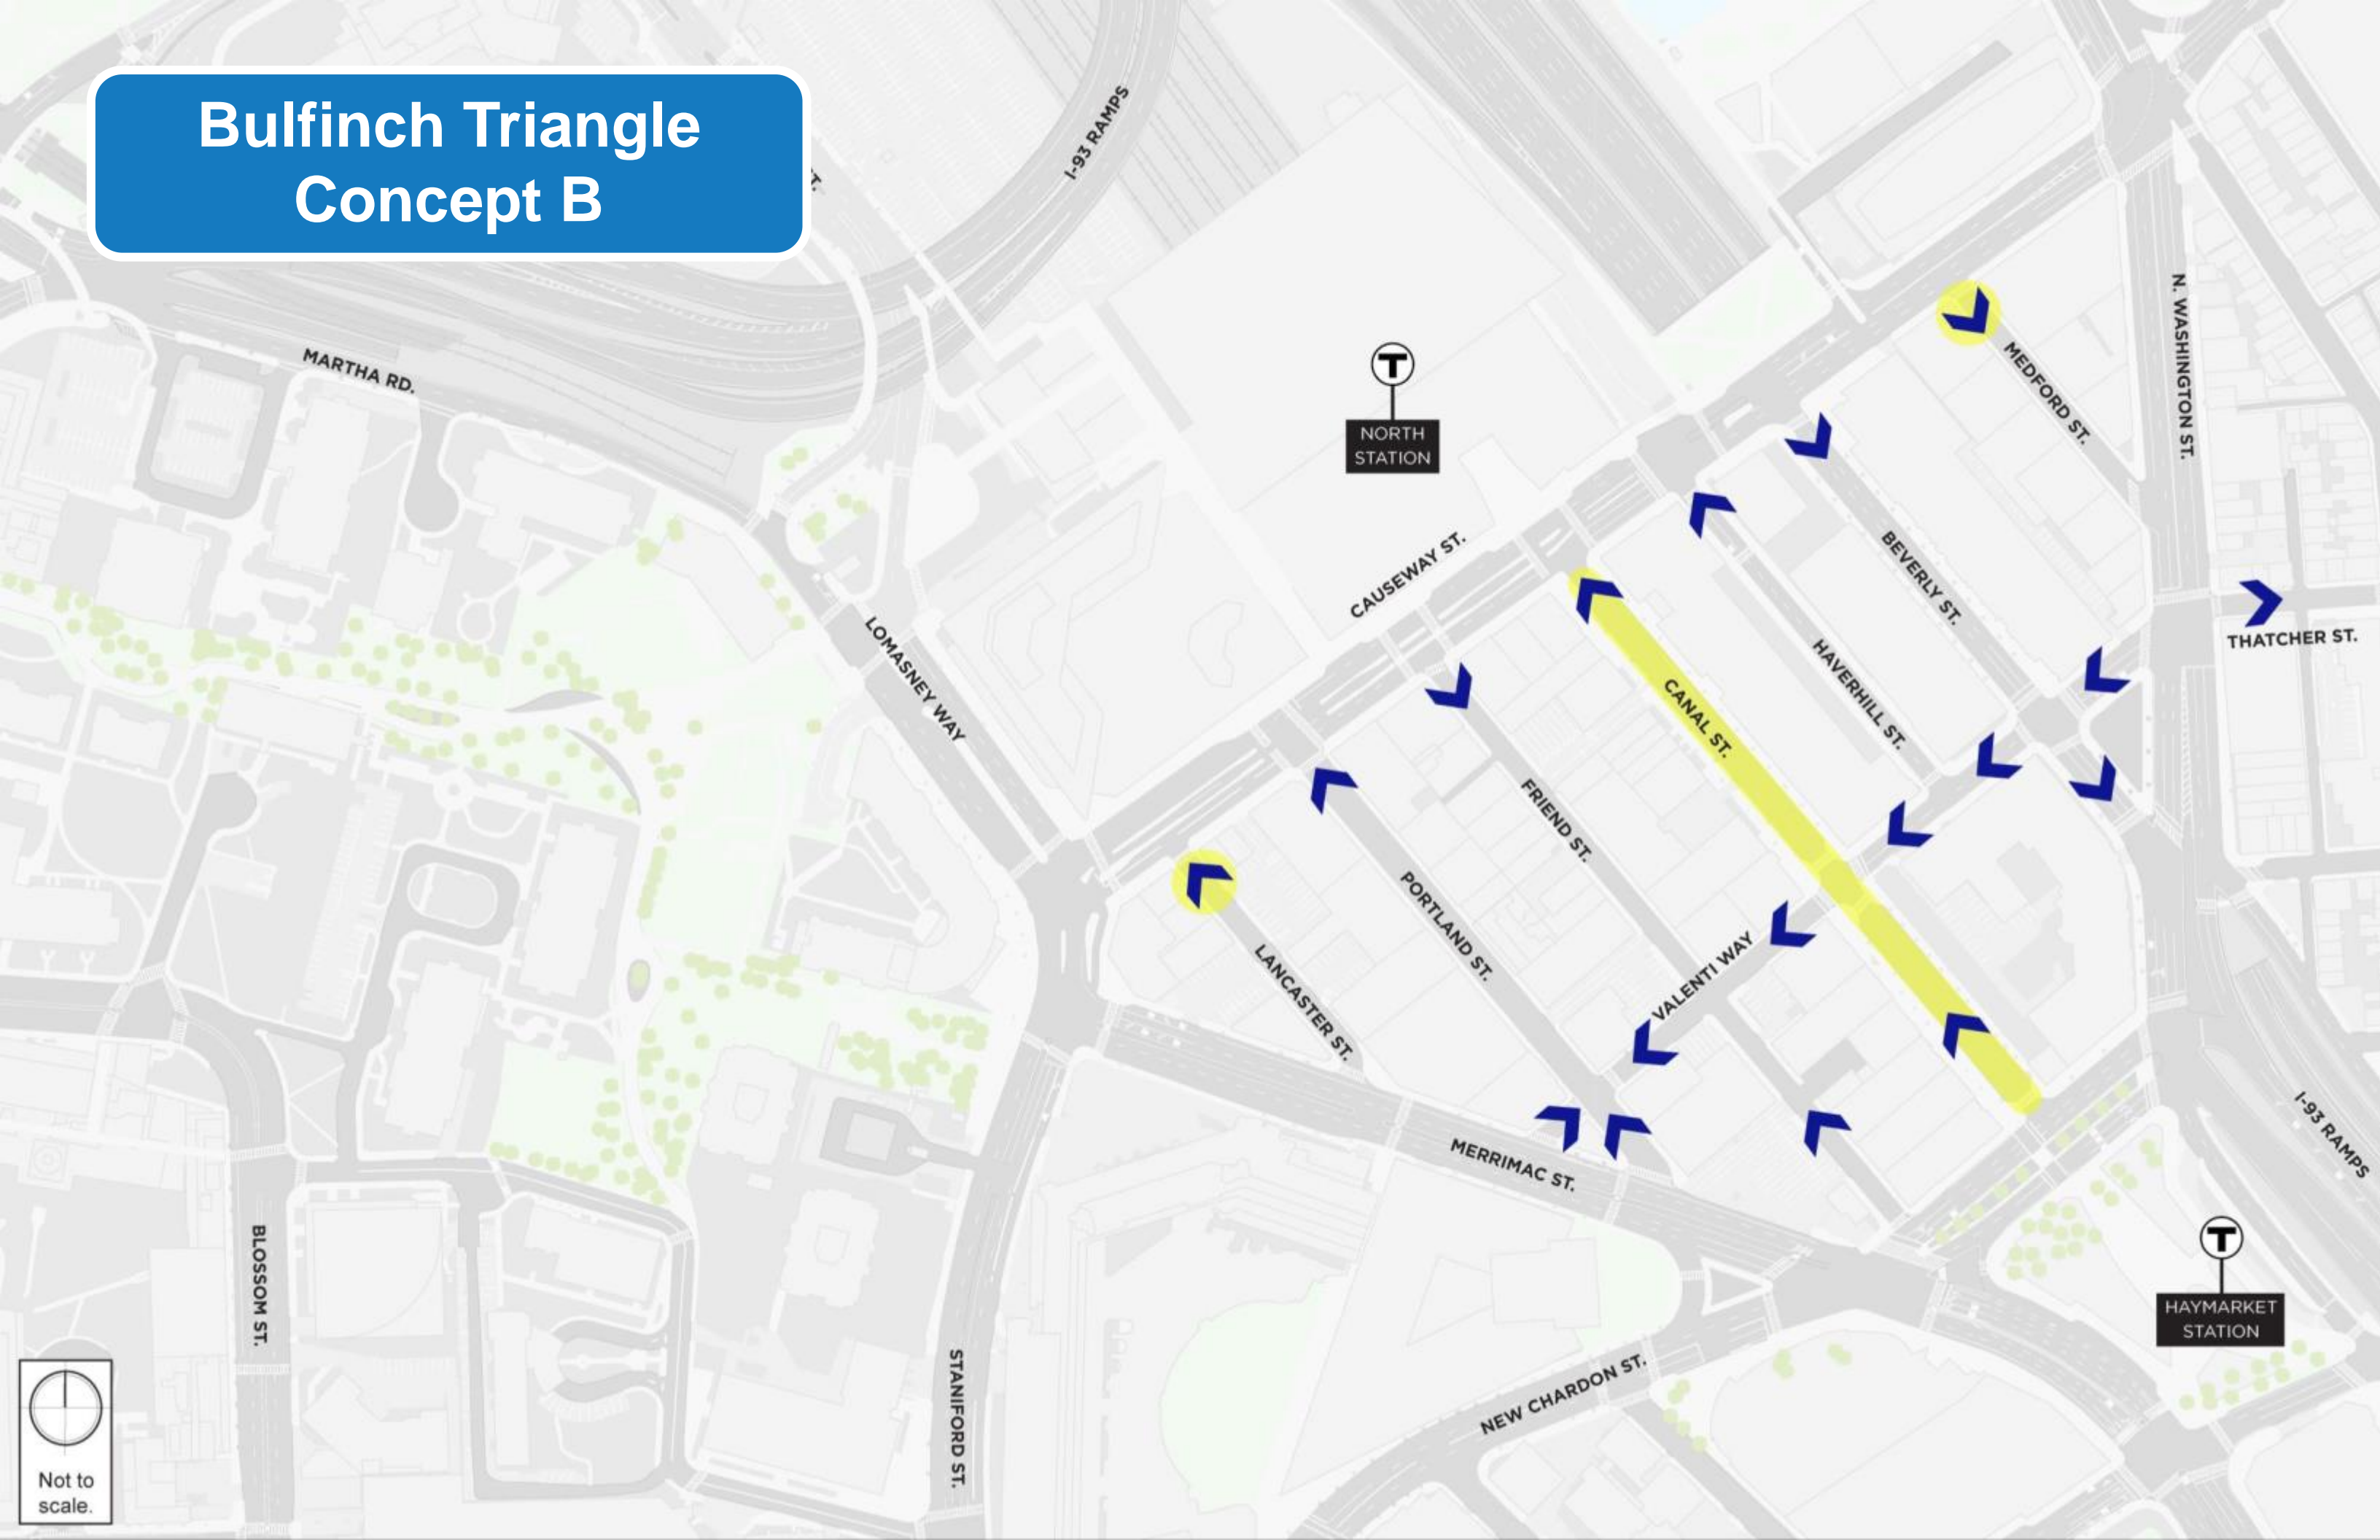 Bulfinch Triangle
Concept B
T.
I-93 RAMPS
MARTHA RD.
T
NORTH
STATION
MEDFORD ST.
N. WASHINGTON ST.
CAUSEWAY ST.
BEVERLY ST.
THATCHER ST.
LOMASNEY WAY
HAVERHILL ST.
CANAL ST.
FRIEND ST.
PORTLAND ST.
VALENTI WAY
LANCASTER ST.
MERRIMAC ST.
I-93 RAMPS
BLOSSOM ST.
STANIFORD ST.
NEW CHARDON ST.
T
HAYMARKET
STATION
Not to
scale.